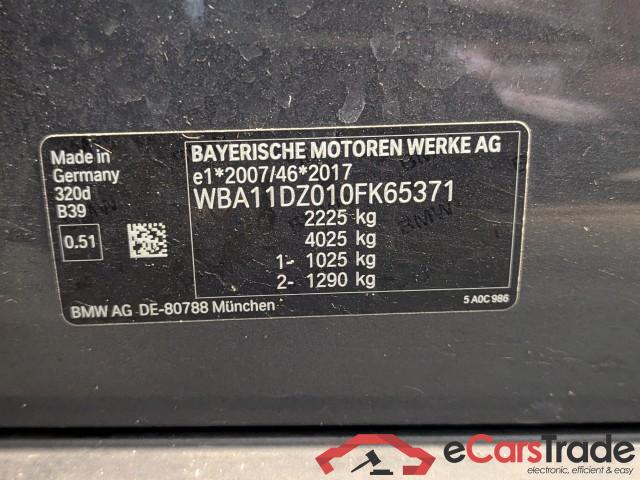 Made in
Germany
320d
B39
0.51
BAYERISCHE MOTOREN WERKE AG
e1*2007/46*2017
WBA11DZ010FK65371
2225 kg
4025 kg
1- 1025 kg
2- 1290 kg
BMW AG DE-80788 München
5 A0C 986
eCarsTrade
electronic, efficient & easy